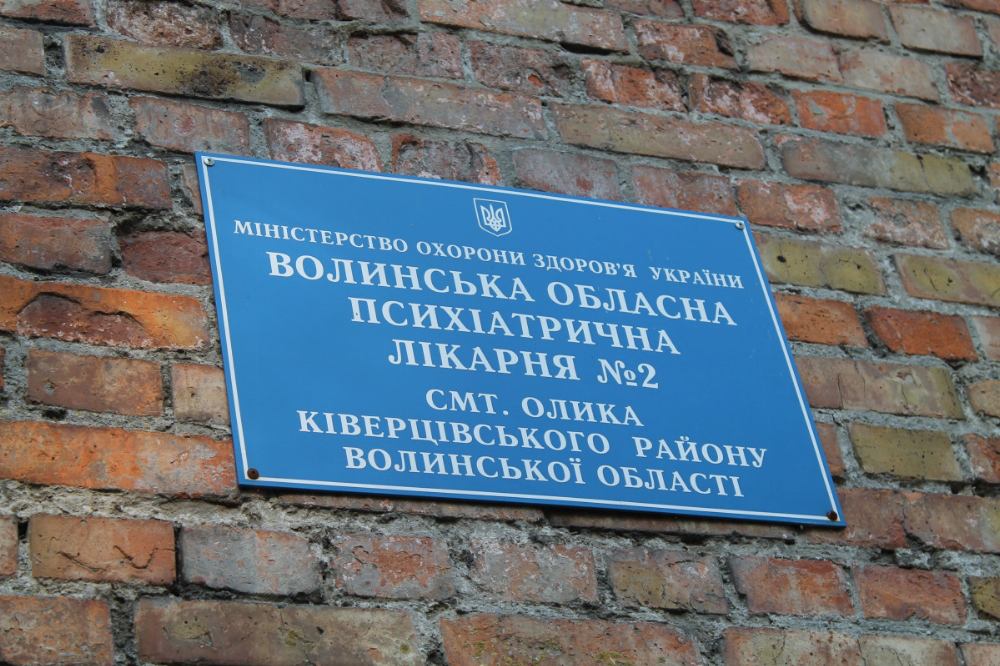 МІНІСТЕРСТВО ОХОРОНИ ЗДОРОВ'Я УКРАЇНИ
ВОЛИНСЬКА ОБЛАСНА
ПСИХІАТРИЧНА
ЛІКАРНЯ №2
СМТ. ОЛИКА
КІВЕРЦІВСЬКОГО РАЙОНУ
ВОЛИНСЬКОЇ ОБЛАСТІ